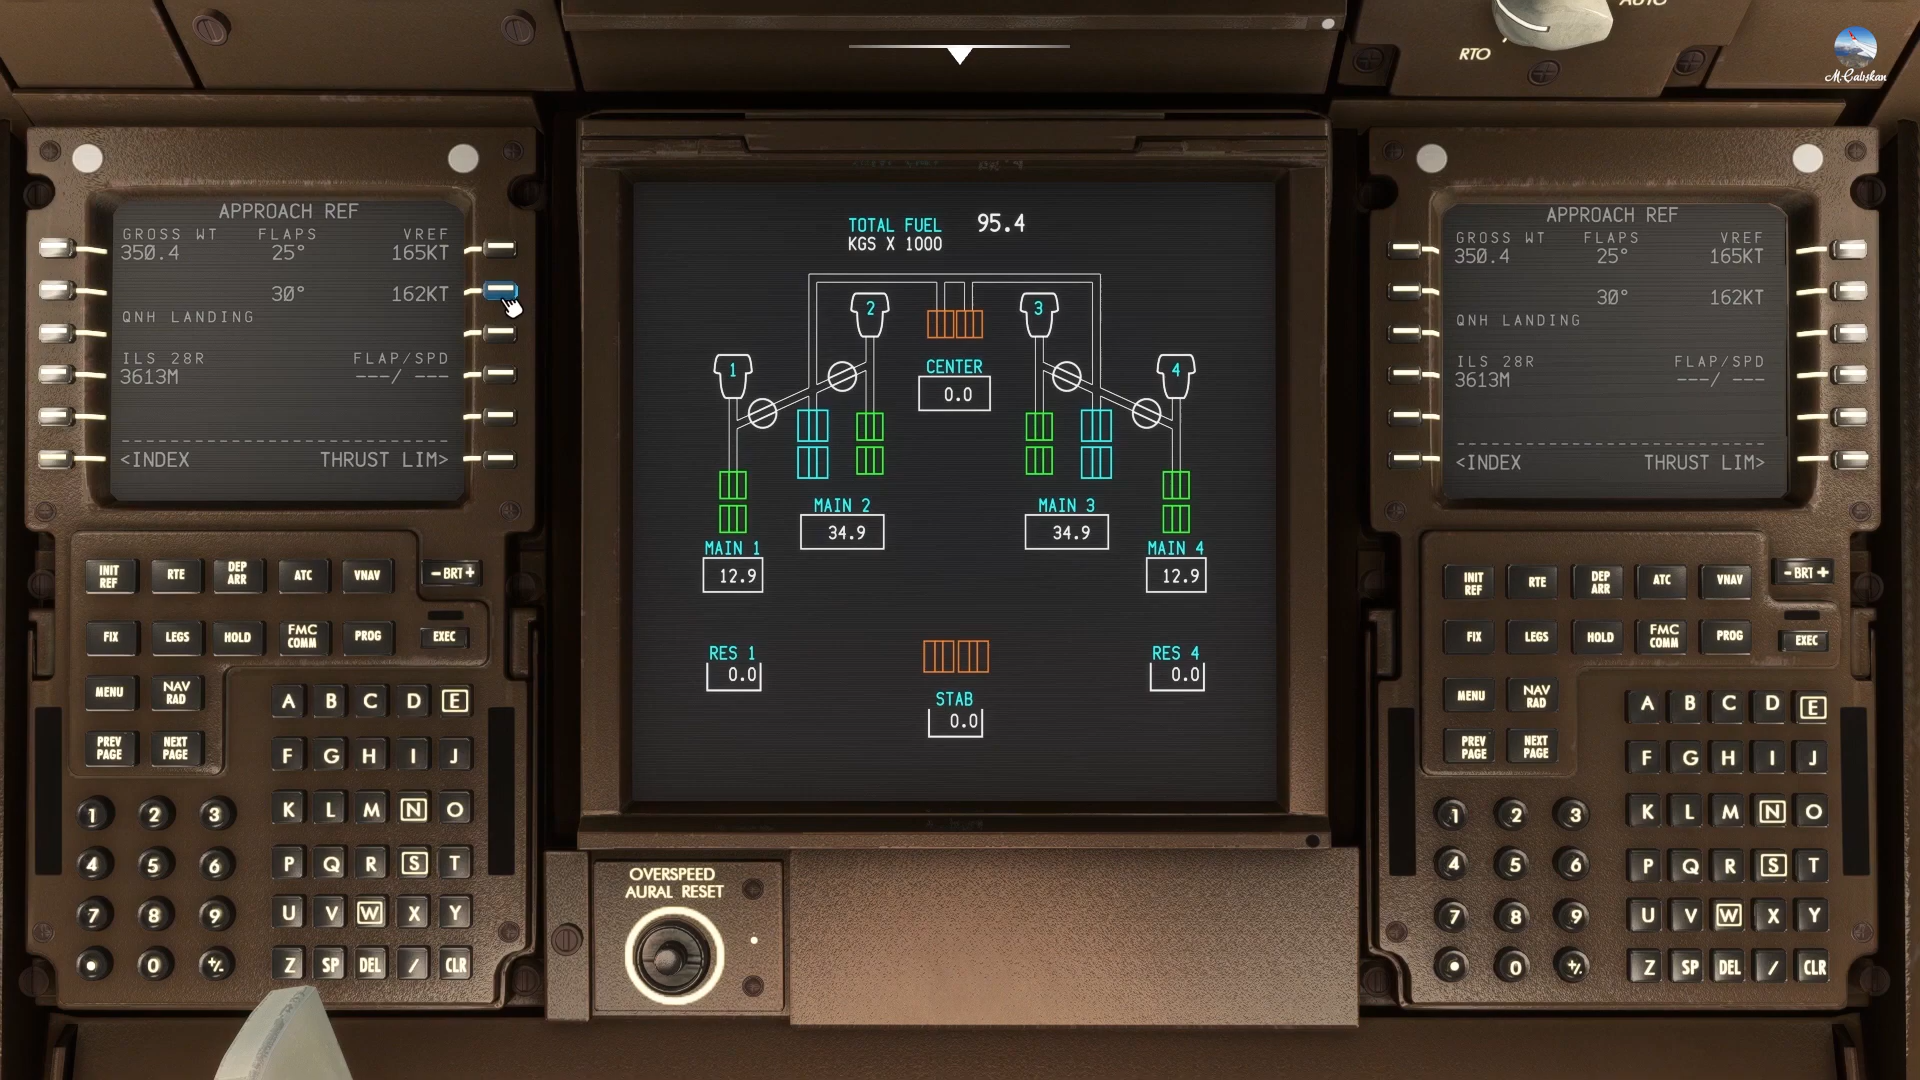 AUTO
RTO
M.Çalışkan
APPROACH REF
GROSS WT FLAPS VREF
350.4 25° 165KT
30° 162KT
QNH LANDING
ILS 28R FLAP/SPD
3613M ---/ ---
<INDEX THRUST LIM>
INIT REF
RTE
DEP ARR
ATC
VNAV
- BRT +
FIX
LEGS
HOLD
FMC COMM
PROG
EXEC
MENU
NAV RAD
PREV PAGE
NEXT PAGE
A B C D E
F G H I J
K L M N O
P Q R S T
U V W X Y
Z SP DEL / CLR
1 2 3
4 5 6
7 8 9
. 0 +/-
TOTAL FUEL 95.4
KGS X 1000
2
3
1
4
CENTER
0.0
MAIN 2
34.9
MAIN 3
34.9
MAIN 1
12.9
MAIN 4
12.9
RES 1
0.0
RES 4
0.0
STAB
0.0
OVERSPEED
AURAL RESET
APPROACH REF
GROSS WT FLAPS VREF
350.4 25° 165KT
30° 162KT
QNH LANDING
ILS 28R FLAP/SPD
3613M ---/ ---
<INDEX THRUST LIM>
INIT REF
RTE
DEP ARR
ATC
VNAV
- BRT +
FIX
LEGS
HOLD
FMC COMM
PROG
EXEC
MENU
NAV RAD
PREV PAGE
NEXT PAGE
A B C D E
F G H I J
K L M N O
P Q R S T
U V W X Y
Z SP DEL / CLR
1 2 3
4 5 6
7 8 9
. 0 +/-